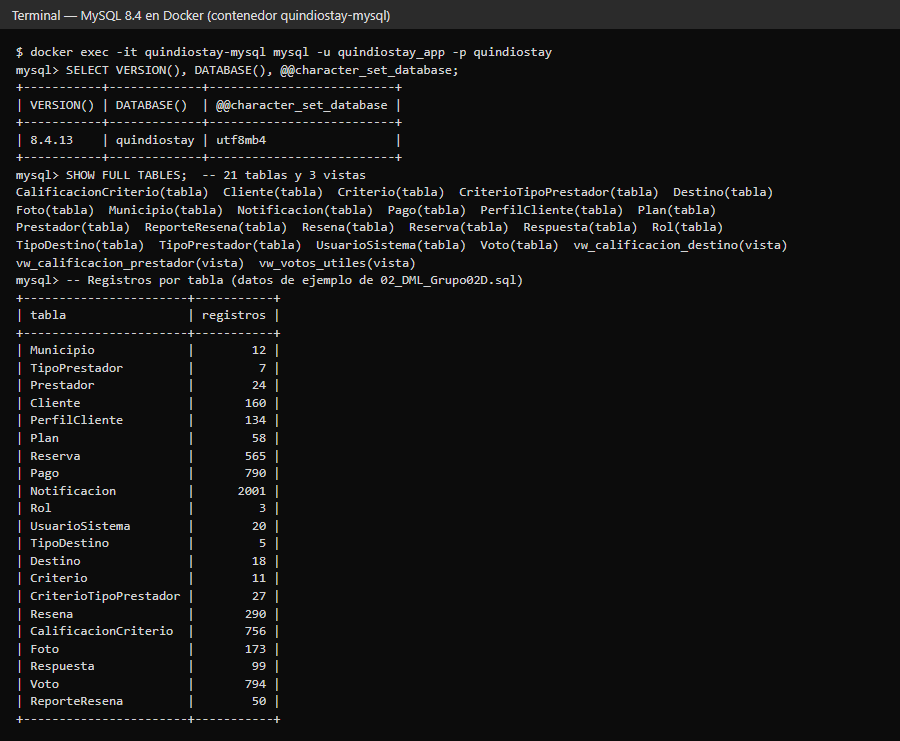 Terminal — MySQL 8.4 en Docker (contenedor quindiostay-mysql)
$ docker exec -it quindiostay-mysql mysql -u quindiostay_app -p quindiostay
mysql> SELECT VERSION(), DATABASE(), @@character_set_database;
+-----------+-------------+--------------------------+
| VERSION() | DATABASE()  | @@character_set_database |
+-----------+-------------+--------------------------+
| 8.4.13    | quindiostay | utf8mb4                  |
+-----------+-------------+--------------------------+
mysql> SHOW FULL TABLES;  -- 21 tablas y 3 vistas
CalificacionCriterio(tabla)  Cliente(tabla)  Criterio(tabla)  CriterioTipoPrestador(tabla)  Destino(tabla)
Foto(tabla)  Municipio(tabla)  Notificacion(tabla)  Pago(tabla)  PerfilCliente(tabla)  Plan(tabla)
Prestador(tabla)  ReporteResena(tabla)  Resena(tabla)  Reserva(tabla)  Respuesta(tabla)  Rol(tabla)
TipoDestino(tabla)  TipoPrestador(tabla)  UsuarioSistema(tabla)  Voto(tabla)  vw_calificacion_destino(vista)
vw_calificacion_prestador(vista)  vw_votos_utiles(vista)
mysql> -- Registros por tabla (datos de ejemplo de 02_DML_Grupo02D.sql)
+-----------------------+-----------+
| tabla                 | registros |
+-----------------------+-----------+
| Municipio             |        12 |
| TipoPrestador         |         7 |
| Prestador             |        24 |
| Cliente               |       160 |
| PerfilCliente         |       134 |
| Plan                  |        58 |
| Reserva               |       565 |
| Pago                  |       790 |
| Notificacion          |      2001 |
| Rol                   |         3 |
| UsuarioSistema        |        20 |
| TipoDestino           |         5 |
| Destino               |        18 |
| Criterio              |        11 |
| CriterioTipoPrestador |        27 |
| Resena                |       290 |
| CalificacionCriterio  |       756 |
| Foto                  |       173 |
| Respuesta             |        99 |
| Voto                  |       794 |
| ReporteResena         |        50 |
+-----------------------+-----------+